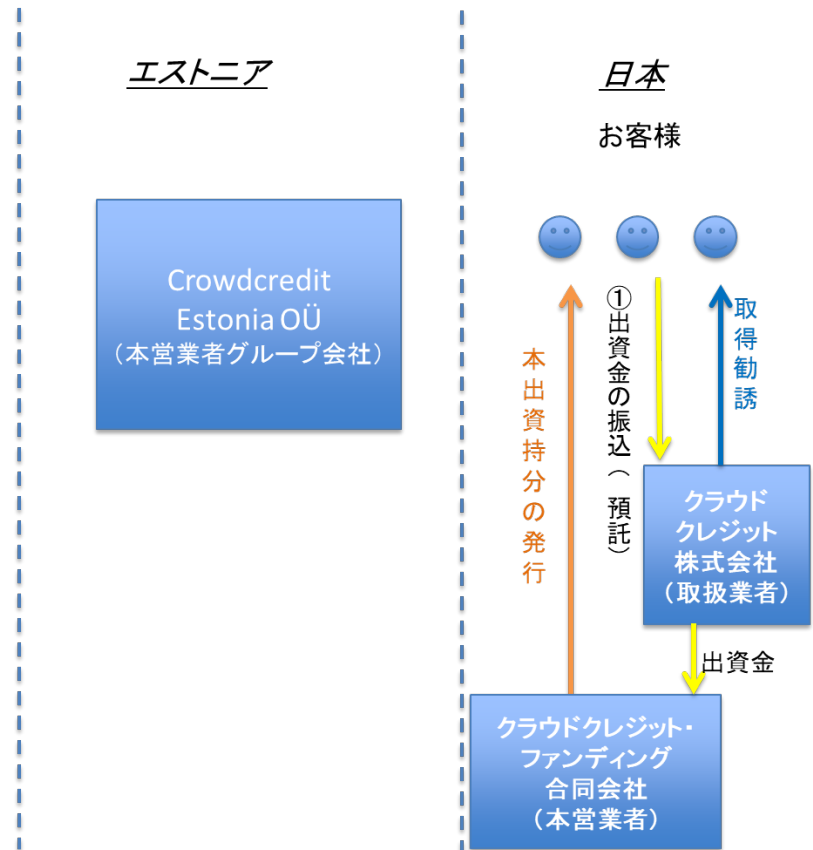 エストニア
日本
お客様
Crowdcredit
Estonia OÜ
（本営業者グループ会社）
本出資持分の発行
①出資金の振込（預託）
取得勧誘
クラウド
クレジット
株式会社
（取扱業者）
出資金
クラウドクレジット・
ファンディング
合同会社
（本営業者）